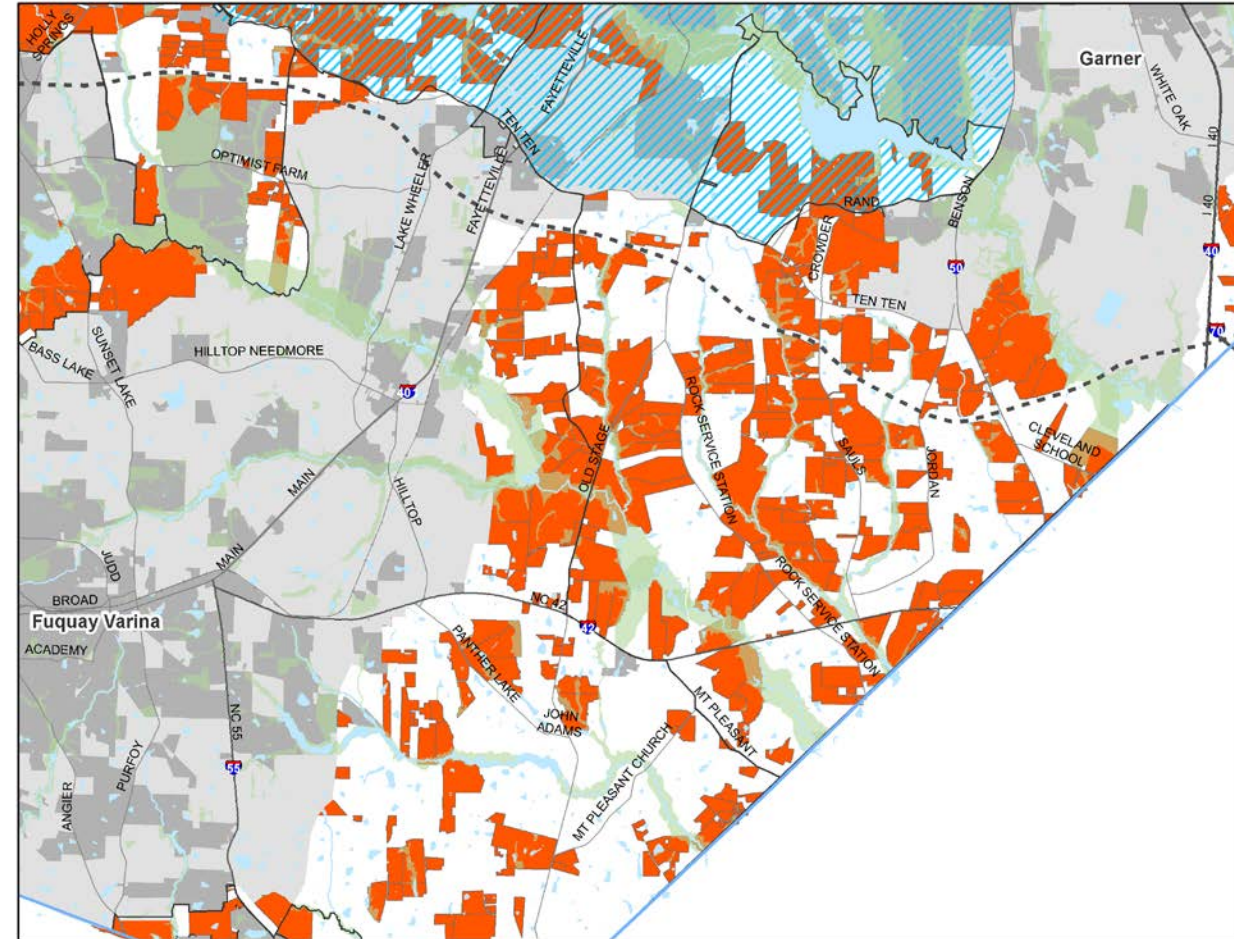 HOLLY
SPRINGS
FAYETTEVILLE
Garner
WHITE OAK
I 40
TEN TEN
OPTIMIST FARM
LAKE WHEELER
FAYETTEVILLE
RAND
BENSON
I 40
CROWDER
40
50
TEN TEN
70
BASS LAKE
SUNSET LAKE
HILLTOP NEEDMORE
401
ROCK SERVICE STATION
OLD STAGE
SAULS
JORDAN
CLEVELAND
SCHOOL
MAIN
HILLTOP
JUDD
MAIN
BROAD
Fuquay Varina
ACADEMY
NC 42
42
ROCK SERVICE STATION
PANTHER LAKE
JOHN
ADAMS
MT PLEASANT
NC 55
55
PURFOY
ANGIER
MT PLEASANT CHURCH